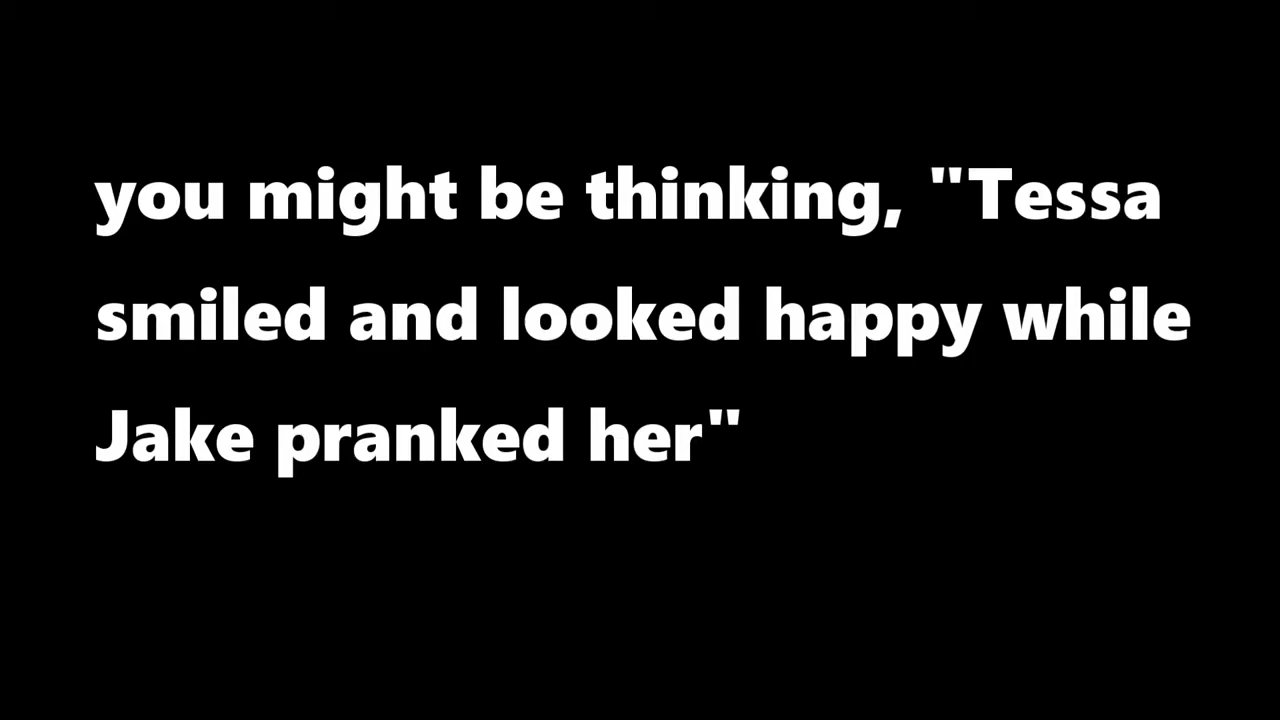 you might be thinking, "Tessa
smiled and looked happy while
Jake pranked her"